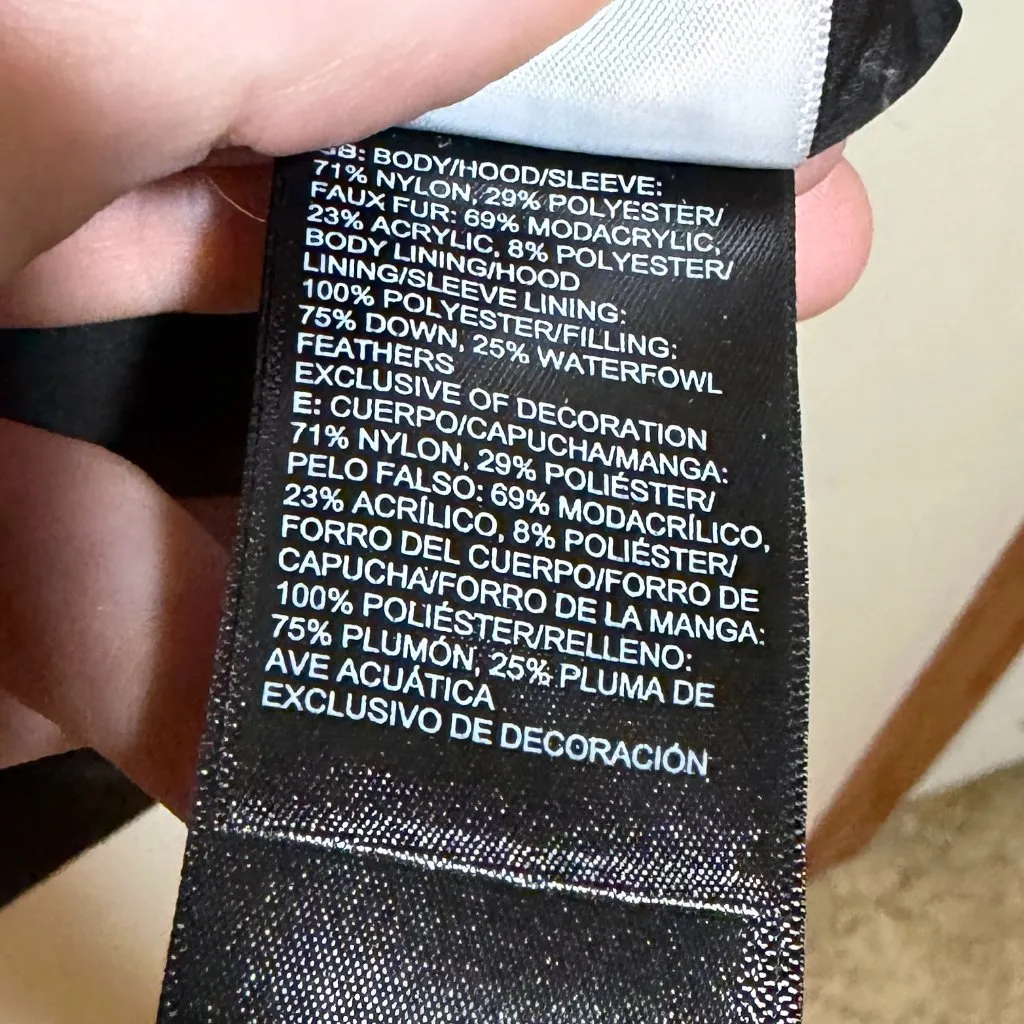 GB: BODY/HOOD/SLEEVE:
71% NYLON, 29% POLYESTER/
FAUX FUR: 69% MODACRYLIC,
23% ACRYLIC, 8% POLYESTER/
BODY LINING/HOOD
LINING/SLEEVE LINING:
100% POLYESTER/FILLING:
75% DOWN, 25% WATERFOWL
FEATHERS
EXCLUSIVE OF DECORATION
E: CUERPO/CAPUCHA/MANGA:
71% NYLON, 29% POLIÉSTER/
PELO FALSO: 69% MODACRÍLICO,
23% ACRÍLICO, 8% POLIÉSTER/
FORRO DEL CUERPO/FORRO DE
CAPUCHA/FORRO DE LA MANGA:
100% POLIÉSTER/RELLENO:
75% PLUMÓN, 25% PLUMA DE
AVE ACUÁTICA
EXCLUSIVO DE DECORACIÓN